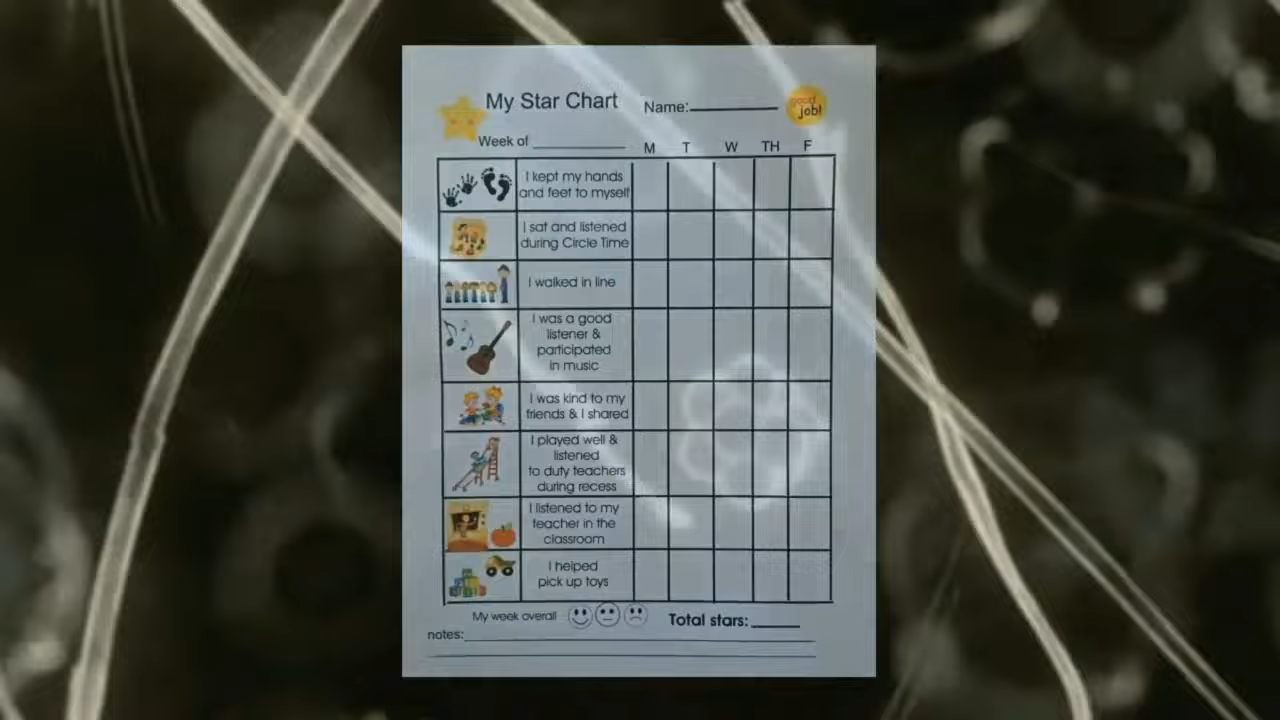 My Star Chart
Name:
good
job!
Week of
M T W TH F
I kept my hands
and feet to myself
I sat and listened
during Circle Time
I walked in line
I was a good
listener &
participated
in music
I was kind to my
friends & I shared
I played well &
listened
to duty teachers
during recess
I listened to my
teacher in the
classroom
I helped
pick up toys
My week overall
Total stars:
notes: